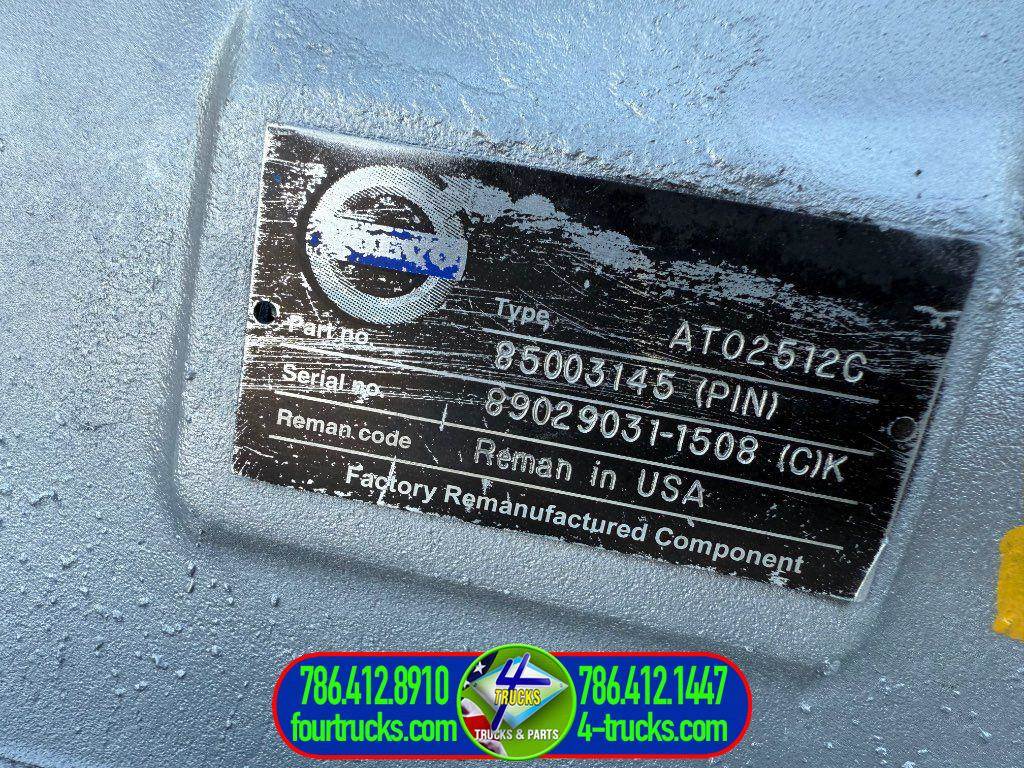 VOLVO
Type AT02512C
Part no. 85003145 (PIN)
Serial no. 89029031-1508 (C)K
Reman code Reman in USA
Factory Remanufactured Component
786.412.8910
fourtrucks.com
4
TRUCKS
TRUCKS & PARTS
786.412.1447
4-trucks.com